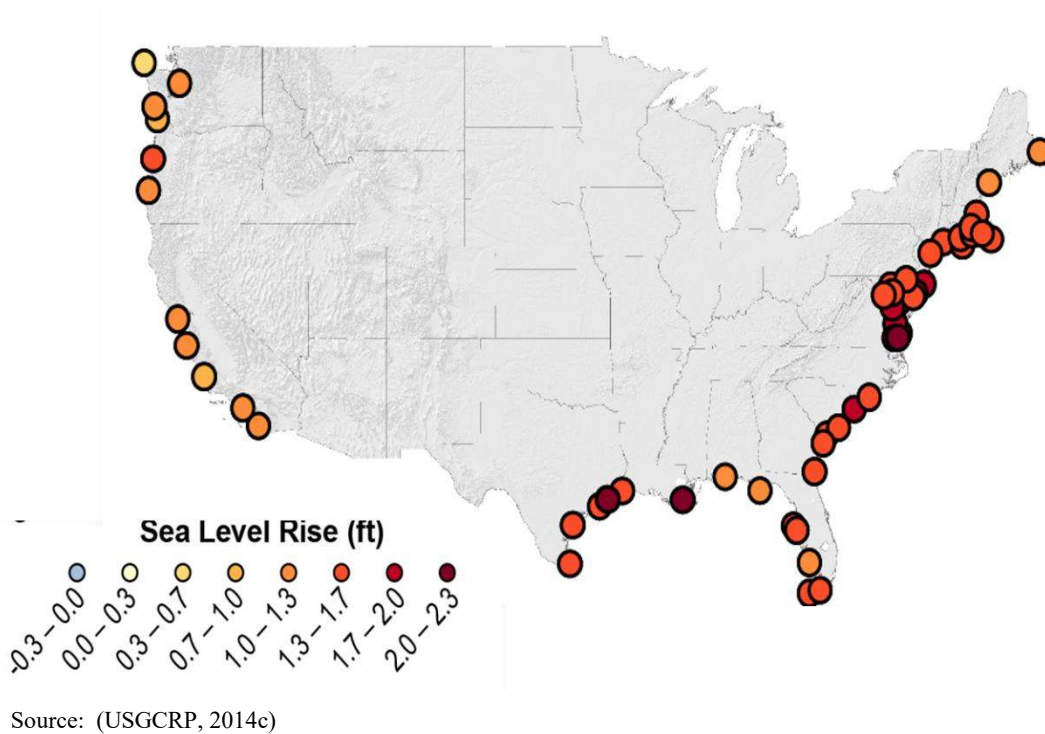 Sea Level Rise (ft)
-0.3 – 0.0
0.0 – 0.3
0.3 – 0.7
0.7 – 1.0
1.0 – 1.3
1.3 – 1.7
1.7 – 2.0
2.0 – 2.3
Source: (USGCRP, 2014c)